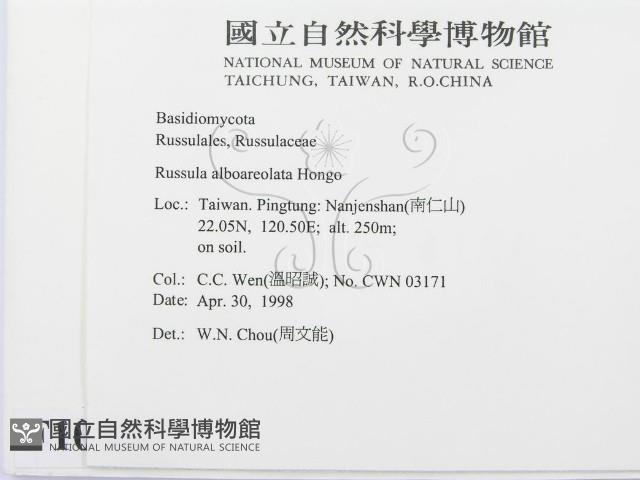 國立自然科學博物館
NATIONAL MUSEUM OF NATURAL SCIENCE
TAICHUNG, TAIWAN, R.O.CHINA
Basidiomycota
Russulales, Russulaceae
Russula alboareolata Hongo
Loc.: Taiwan. Pingtung: Nanjenshan(南仁山)
22.05N, 120.50E; alt. 250m;
on soil.
Col.: C.C. Wen(溫昭誠); No. CWN 03171
Date: Apr. 30, 1998
Det.: W.N. Chou(周文能)
國立自然科學博物館
NATIONAL MUSEUM OF NATURAL SCIENCE